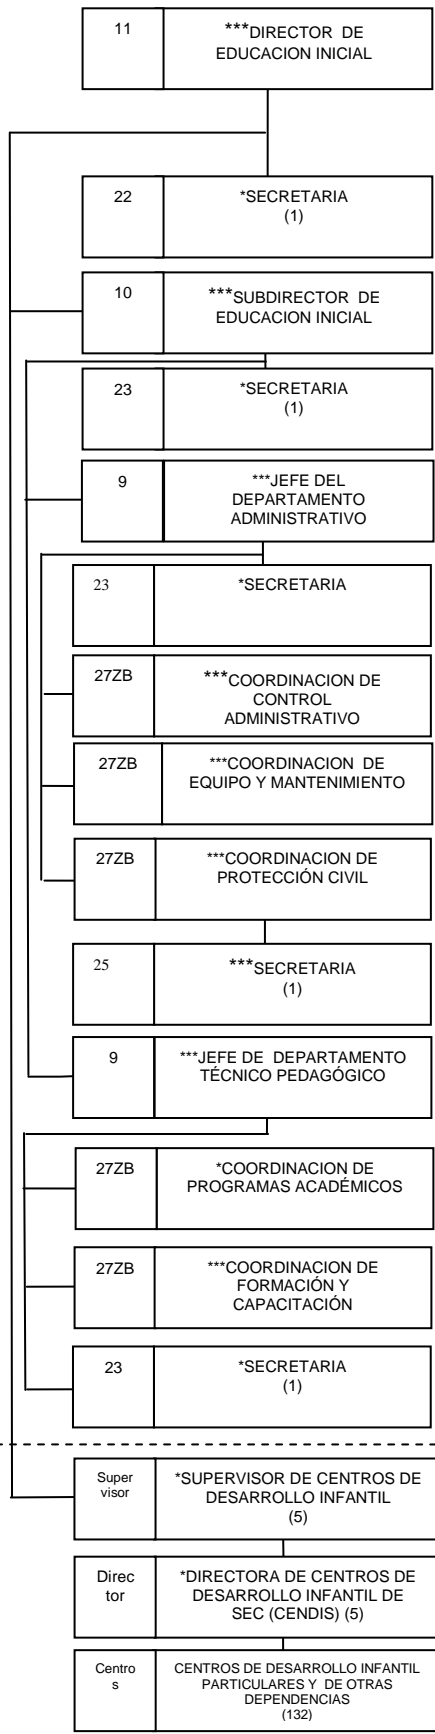 11
***DIRECTOR DE
EDUCACION INICIAL
22
*SECRETARIA
(1)
10
***SUBDIRECTOR DE
EDUCACION INICIAL
23
*SECRETARIA
(1)
9
***JEFE DEL
DEPARTAMENTO
ADMINISTRATIVO
23
*SECRETARIA
27ZB
***COORDINACION DE
CONTROL
ADMINISTRATIVO
27ZB
***COORDINACION DE
EQUIPO Y MANTENIMIENTO
27ZB
***COORDINACION DE
PROTECCIÓN CIVIL
25
***SECRETARIA
(1)
9
***JEFE DE DEPARTAMENTO
TÉCNICO PEDAGÓGICO
27ZB
*COORDINACION DE
PROGRAMAS ACADÉMICOS
27ZB
***COORDINACION DE
FORMACIÓN Y
CAPACITACIÓN
23
*SECRETARIA
(1)
Super
visor
*SUPERVISOR DE CENTROS DE
DESARROLLO INFANTIL
(5)
Direc
tor
*DIRECTORA DE CENTROS DE
DESARROLLO INFANTIL DE
SEC (CENDIS) (5)
Centro
s
CENTROS DE DESARROLLO INFANTIL
PARTICULARES Y DE OTRAS
DEPENDENCIAS
(132)